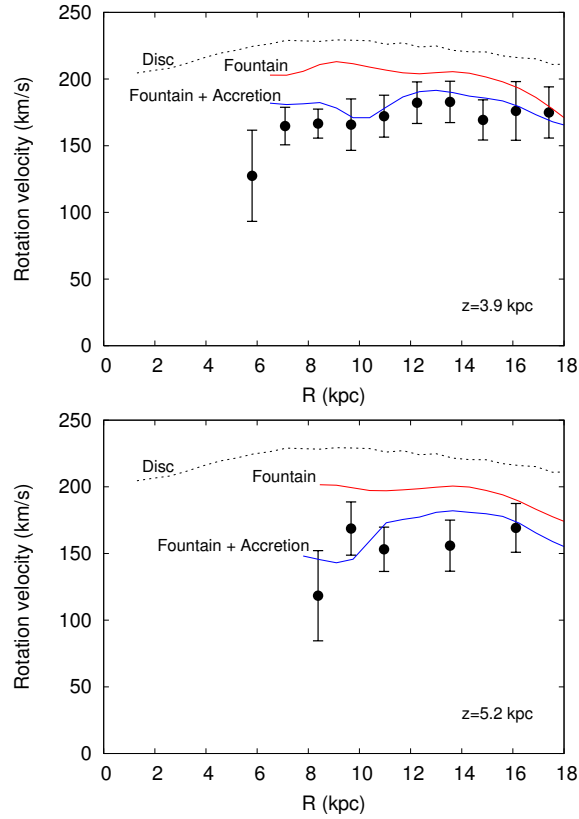 250
200
150
100
50
0
Rotation velocity (km/s)
Disc
Fountain
Fountain + Accretion
z=3.9 kpc
0 2 4 6 8 10 12 14 16 18
R (kpc)
250
200
150
100
50
0
Rotation velocity (km/s)
Disc
Fountain
Fountain + Accretion
z=5.2 kpc
0 2 4 6 8 10 12 14 16 18
R (kpc)